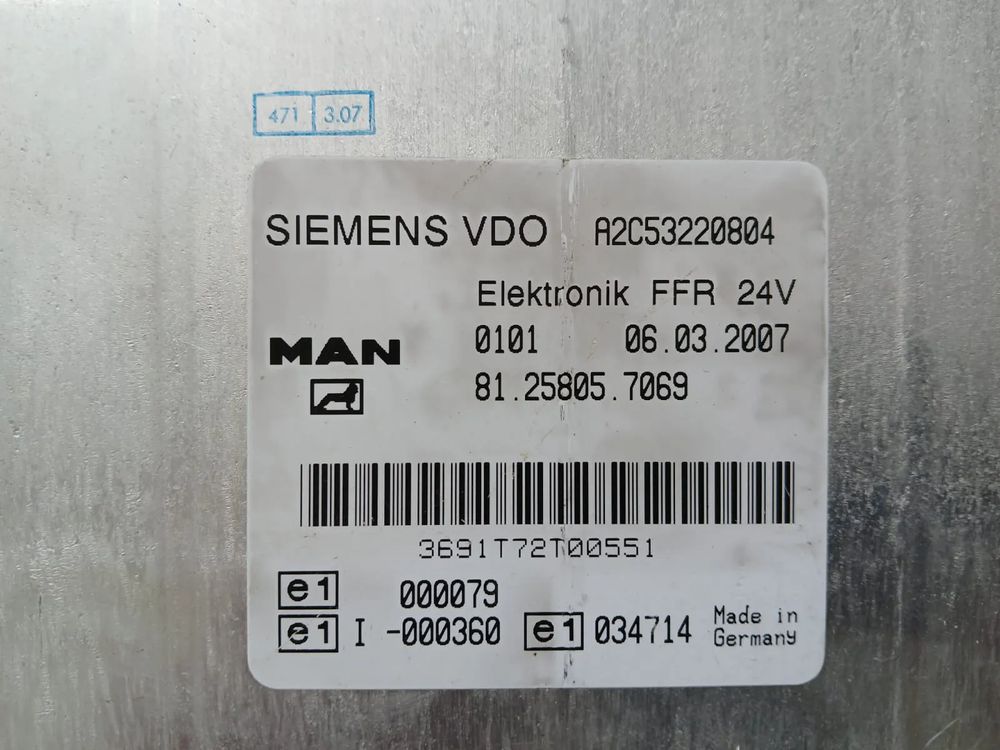 471 3.07
SIEMENS VDO A2C53220804
Elektronik FFR 24V
MAN 0101 06.03.2007
81.25805.7069
3691T72T00551
e1 000079
e1 I -000360 e1 034714 Made in
Germany